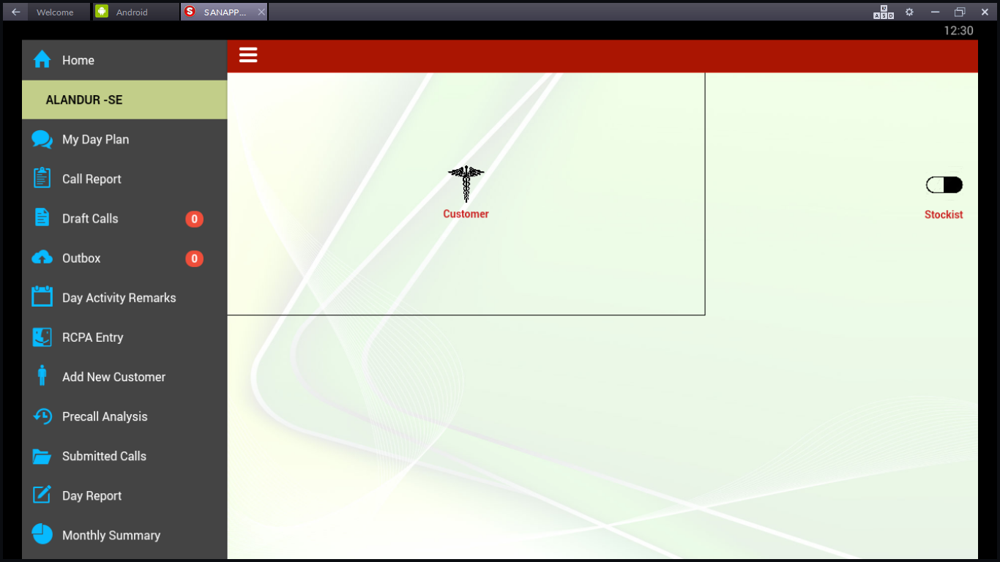 Welcome
Android
SANAPP...
W
A S D
12:30
Home
ALANDUR -SE
My Day Plan
Call Report
Draft Calls 0
Outbox 0
Day Activity Remarks
RCPA Entry
Add New Customer
Precall Analysis
Submitted Calls
Day Report
Monthly Summary
Customer
Stockist